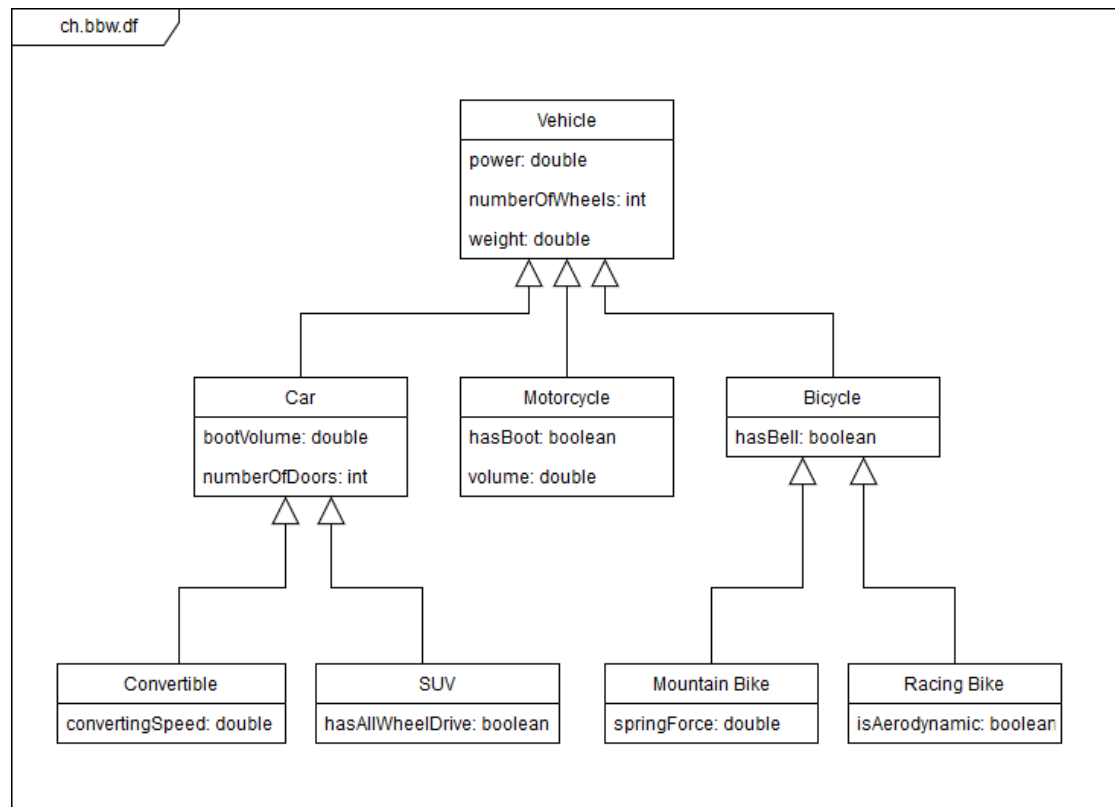 ch.bbw.df
Vehicle
power: double
numberOfWheels: int
weight: double
Car
bootVolume: double
numberOfDoors: int
Motorcycle
hasBoot: boolean
volume: double
Bicycle
hasBell: boolean
Convertible
convertingSpeed: double
SUV
hasAllWheelDrive: boolean
Mountain Bike
springForce: double
Racing Bike
isAerodynamic: boolean